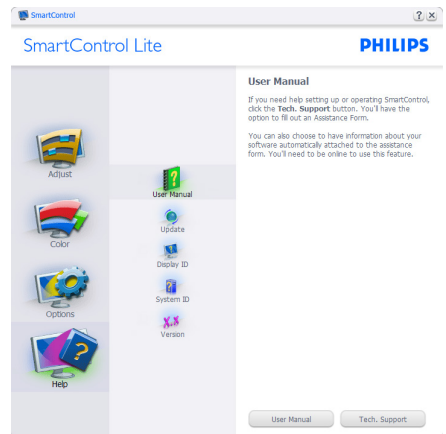 SmartControl
? x
SmartControl Lite
PHILIPS
Adjust
Color
Options
Help
User Manual
Update
Display ID
System ID
X.X
Version
User Manual
If you need help setting up or operating SmartControl,
click the Tech. Support button. You'll have the
option to fill out an Assistance Form.
You can also choose to have information about your
software automatically attached to the assistance
form. You'll need to be online to use this feature.
User Manual
Tech. Support